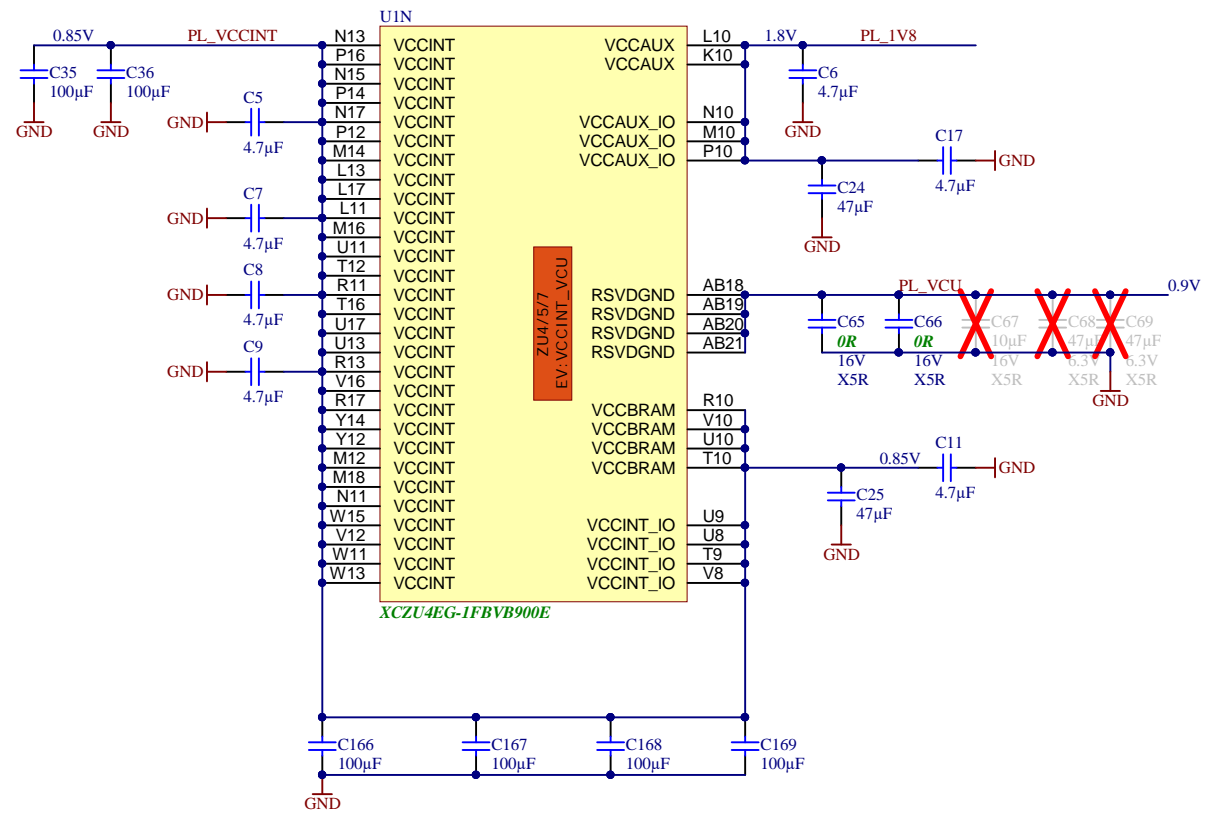 U1N
0.85V PL_VCCINT N13 VCCINT VCCAUX L10 1.8V PL_1V8
P16 VCCINT VCCAUX K10
C35 C36 N15 VCCINT C6
100µF 100µF P14 VCCINT 4.7µF
C5
GND GND GND N17 VCCINT VCCAUX_IO N10 GND
4.7µF P12 VCCINT VCCAUX_IO M10 C17
M14 VCCINT VCCAUX_IO P10 GND
L13 VCCINT 4.7µF
C7 L17 VCCINT C24
GND L11 VCCINT 47µF
4.7µF M16 VCCINT GND
U11 VCCINT
C8 T12 VCCINT
GND R11 VCCINT RSVDGND AB18 PL_VCU 0.9V
4.7µF T16 VCCINT RSVDGND AB19 C65 C66 C67 C68 C69
U17 VCCINT RSVDGND AB20 0R 0R 10µF 47µF 47µF
C9 U13 VCCINT RSVDGND AB21 16V 16V 16V 6.3V 6.3V
GND R13 VCCINT X5R X5R X5R X5R X5R
4.7µF V16 VCCINT GND
ZU4/5/7
EV:VCCINT_VCU
R17 VCCINT VCCBRAM R10
Y14 VCCINT VCCBRAM V10
Y12 VCCINT VCCBRAM U10 C11
M12 VCCINT VCCBRAM T10 0.85V GND
M18 VCCINT 4.7µF
N11 VCCINT C25
W15 VCCINT VCCINT_IO U9 47µF
V12 VCCINT VCCINT_IO U8 GND
W11 VCCINT VCCINT_IO T9
W13 VCCINT VCCINT_IO V8
XCZU4EG-1FBVB900E
C166 C167 C168 C169
100µF 100µF 100µF 100µF
GND